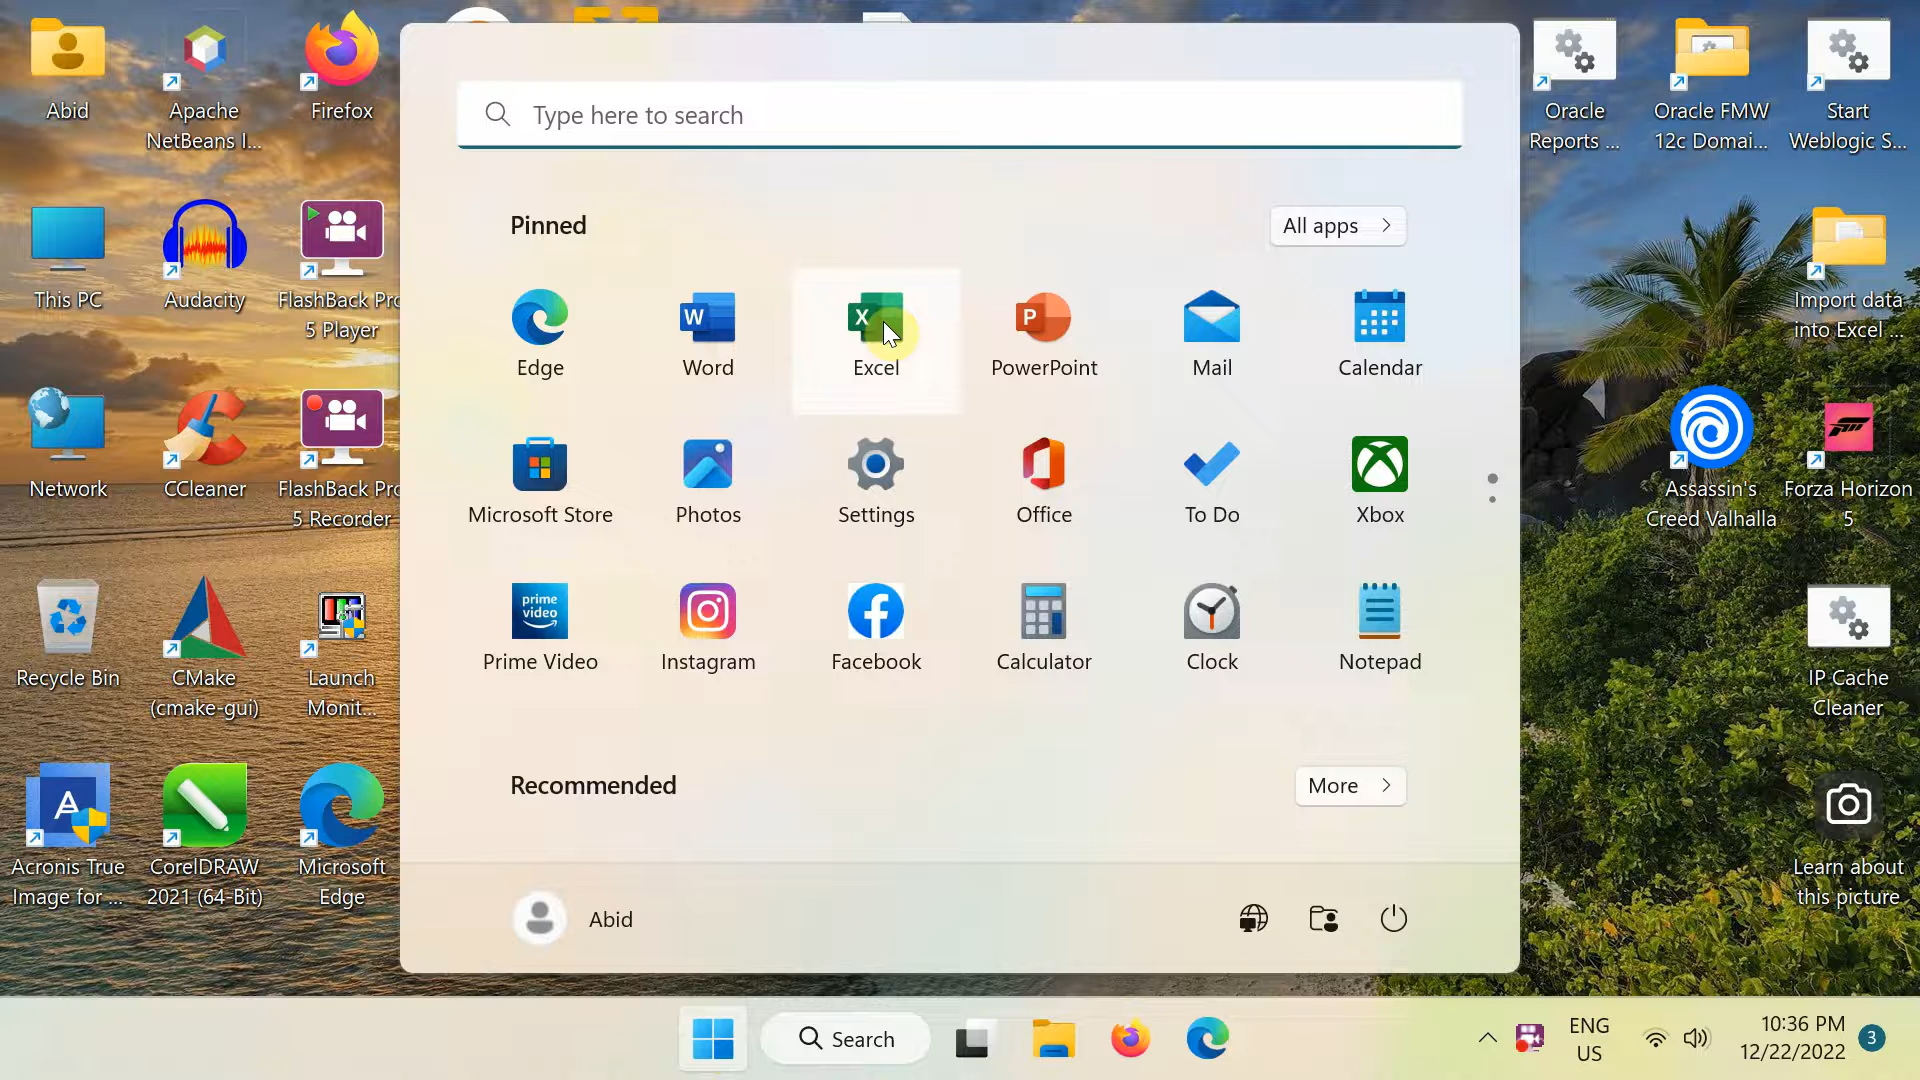 Abid
Apache
NetBeans I...
Firefox
This PC
Audacity
FlashBack Pro
5 Player
Network
CCleaner
FlashBack Pro
5 Recorder
Recycle Bin
CMake
(cmake-gui)
Launch
Monit...
A
Acronis True
Image for ...
CorelDRAW
2021 (64-Bit)
Microsoft
Edge
Type here to search
Pinned
All apps
Edge
W
Word
X
Excel
P
PowerPoint
Mail
Calendar
Microsoft Store
Photos
Settings
Office
To Do
Xbox
prime
video
Prime Video
Instagram
Facebook
Calculator
Clock
Notepad
Recommended
More
Abid
Oracle
Reports ...
Oracle FMW
12c Domai...
Start
Weblogic S...
Import data
into Excel ...
Assassin's
Creed Valhalla
Forza Horizon
5
IP Cache
Cleaner
Learn about
this picture
Search
ENG
US
10:36 PM
12/22/2022
3